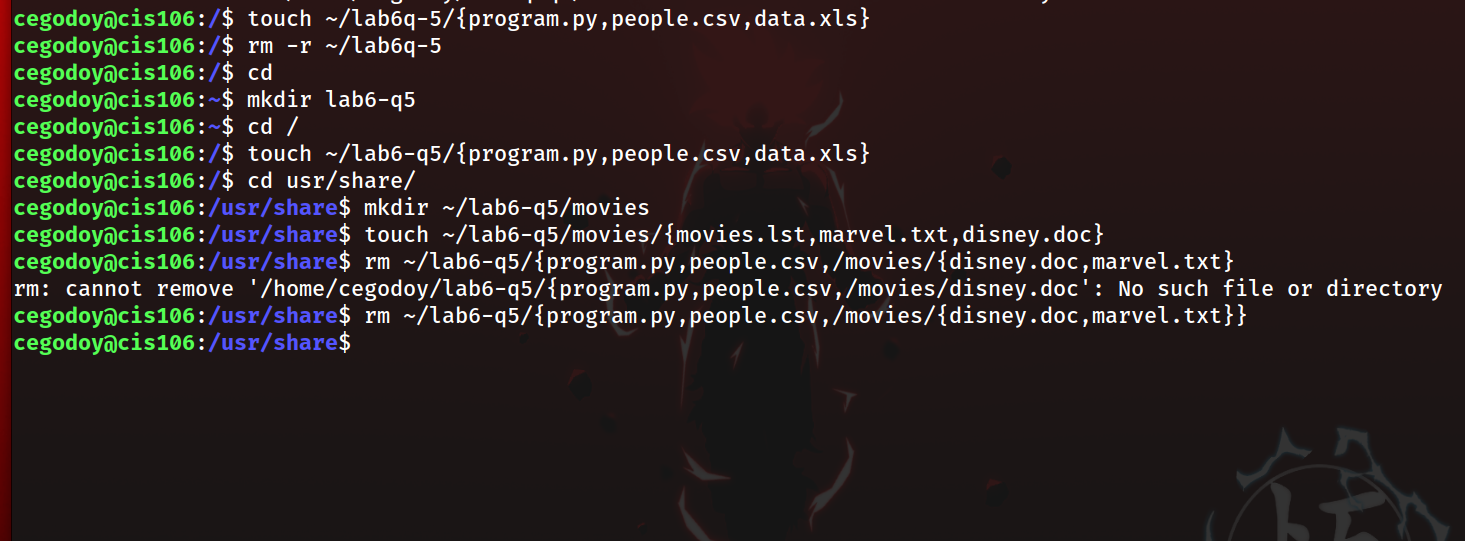 cegodoy@cis106:/$ touch ~/lab6q-5/{program.py,people.csv,data.xls}
cegodoy@cis106:/$ rm -r ~/lab6q-5
cegodoy@cis106:/$ cd
cegodoy@cis106:~$ mkdir lab6-q5
cegodoy@cis106:~$ cd /
cegodoy@cis106:/$ touch ~/lab6-q5/{program.py,people.csv,data.xls}
cegodoy@cis106:/$ cd usr/share/
cegodoy@cis106:/usr/share$ mkdir ~/lab6-q5/movies
cegodoy@cis106:/usr/share$ touch ~/lab6-q5/movies/{movies.lst,marvel.txt,disney.doc}
cegodoy@cis106:/usr/share$ rm ~/lab6-q5/{program.py,people.csv,/movies/{disney.doc,marvel.txt}
rm: cannot remove '/home/cegodoy/lab6-q5/{program.py,people.csv,/movies/disney.doc': No such file or directory
cegodoy@cis106:/usr/share$ rm ~/lab6-q5/{program.py,people.csv,/movies/{disney.doc,marvel.txt}}
cegodoy@cis106:/usr/share$